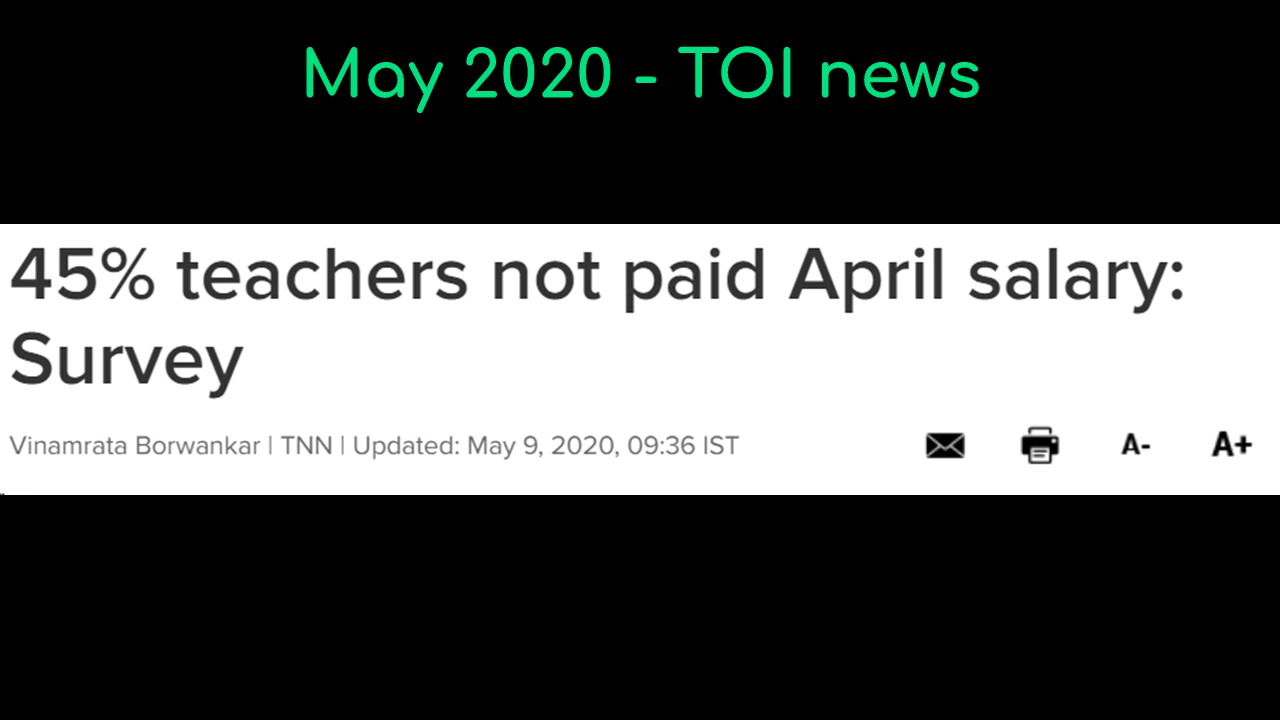 May 2020 - TOI news
45% teachers not paid April salary:
Survey
Vinamrata Borwankar | TNN | Updated: May 9, 2020, 09:36 IST
A- A+